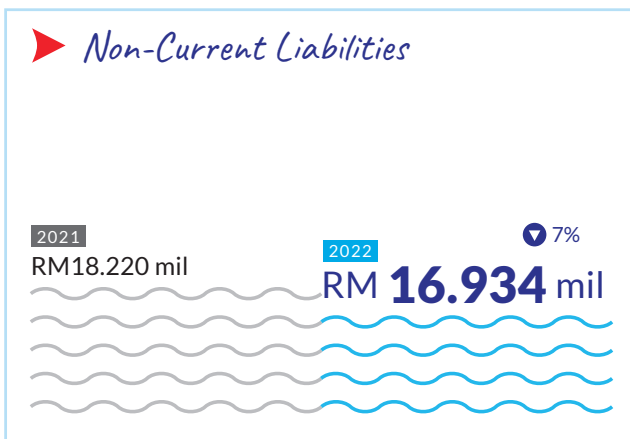 Non-Current Liabilities
2021
RM18.220 mil
7%
2022
RM 16.934 mil